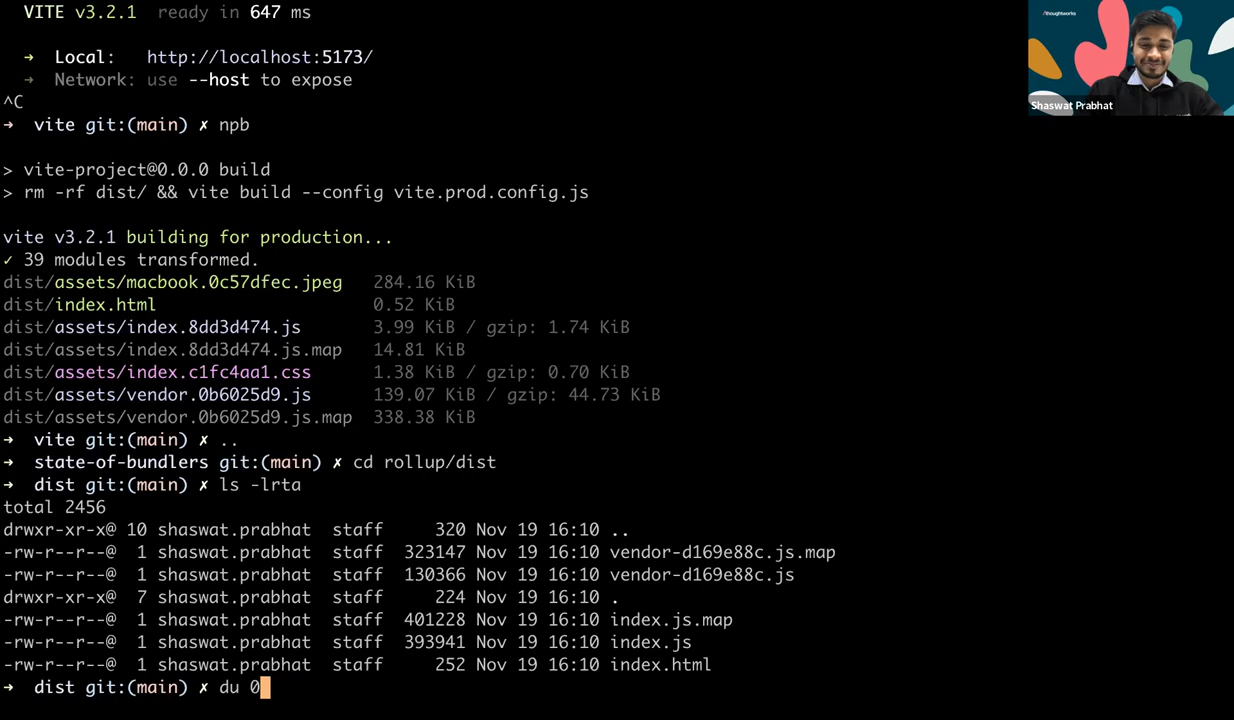 VITE v3.2.1 ready in 647 ms
➜ Local: http://localhost:5173/
➜ Network: use --host to expose
^C
➜ vite git:(main) ✗ npb
> vite-project@0.0.0 build
> rm -rf dist/ && vite build --config vite.prod.config.js
vite v3.2.1 building for production...
✓ 39 modules transformed.
dist/assets/macbook.0c57dfec.jpeg 284.16 KiB
dist/index.html 0.52 KiB
dist/assets/index.8dd3d474.js 3.99 KiB / gzip: 1.74 KiB
dist/assets/index.8dd3d474.js.map 14.81 KiB
dist/assets/index.c1fc4aa1.css 1.38 KiB / gzip: 0.70 KiB
dist/assets/vendor.0b6025d9.js 139.07 KiB / gzip: 44.73 KiB
dist/assets/vendor.0b6025d9.js.map 338.38 KiB
➜ vite git:(main) ✗ ..
➜ state-of-bundlers git:(main) ✗ cd rollup/dist
➜ dist git:(main) ✗ ls -lrta
total 2456
drwxr-xr-x@ 10 shaswat.prabhat staff 320 Nov 19 16:10 ..
-rw-r--r--@ 1 shaswat.prabhat staff 323147 Nov 19 16:10 vendor-d169e88c.js.map
-rw-r--r--@ 1 shaswat.prabhat staff 130366 Nov 19 16:10 vendor-d169e88c.js
drwxr-xr-x@ 7 shaswat.prabhat staff 224 Nov 19 16:10 .
-rw-r--r--@ 1 shaswat.prabhat staff 401228 Nov 19 16:10 index.js.map
-rw-r--r--@ 1 shaswat.prabhat staff 393941 Nov 19 16:10 index.js
-rw-r--r--@ 1 shaswat.prabhat staff 252 Nov 19 16:10 index.html
➜ dist git:(main) ✗ du 0
/thoughtworks
Shaswat Prabhat